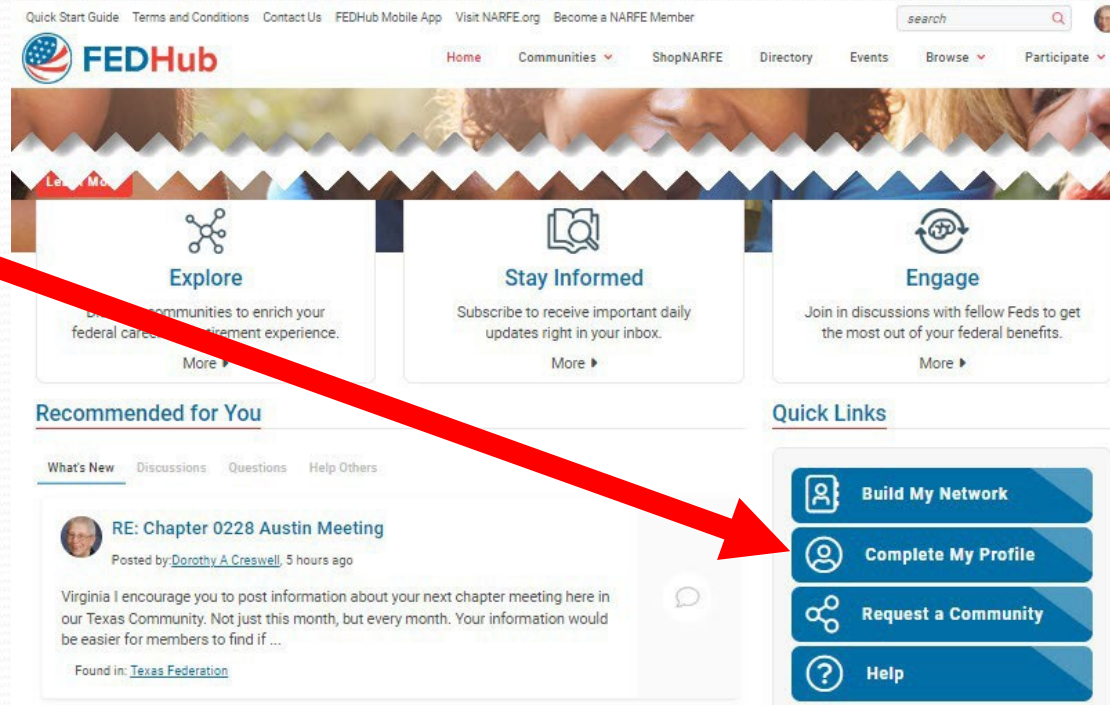 Quick Start Guide Terms and Conditions Contact Us FEDHub Mobile App Visit NARFE.org Become a NARFE Member
search
FEDHub
Home Communities ShopNARFE Directory Events Browse Participate
Explore
communities to enrich your
federal experience.
More
Stay Informed
Subscribe to receive important daily
updates right in your inbox.
More
Engage
Join in discussions with fellow Feds to get
the most out of your federal benefits.
More
Recommended for You
What's New Discussions Questions Help Others
RE: Chapter 0228 Austin Meeting
Posted by:Dorothy A Creswell, 5 hours ago
Virginia I encourage you to post information about your next chapter meeting here in
our Texas Community. Not just this month, but every month. Your information would
be easier for members to find if ...
Found in: Texas Federation
Quick Links
Build My Network
Complete My Profile
Request a Community
Help